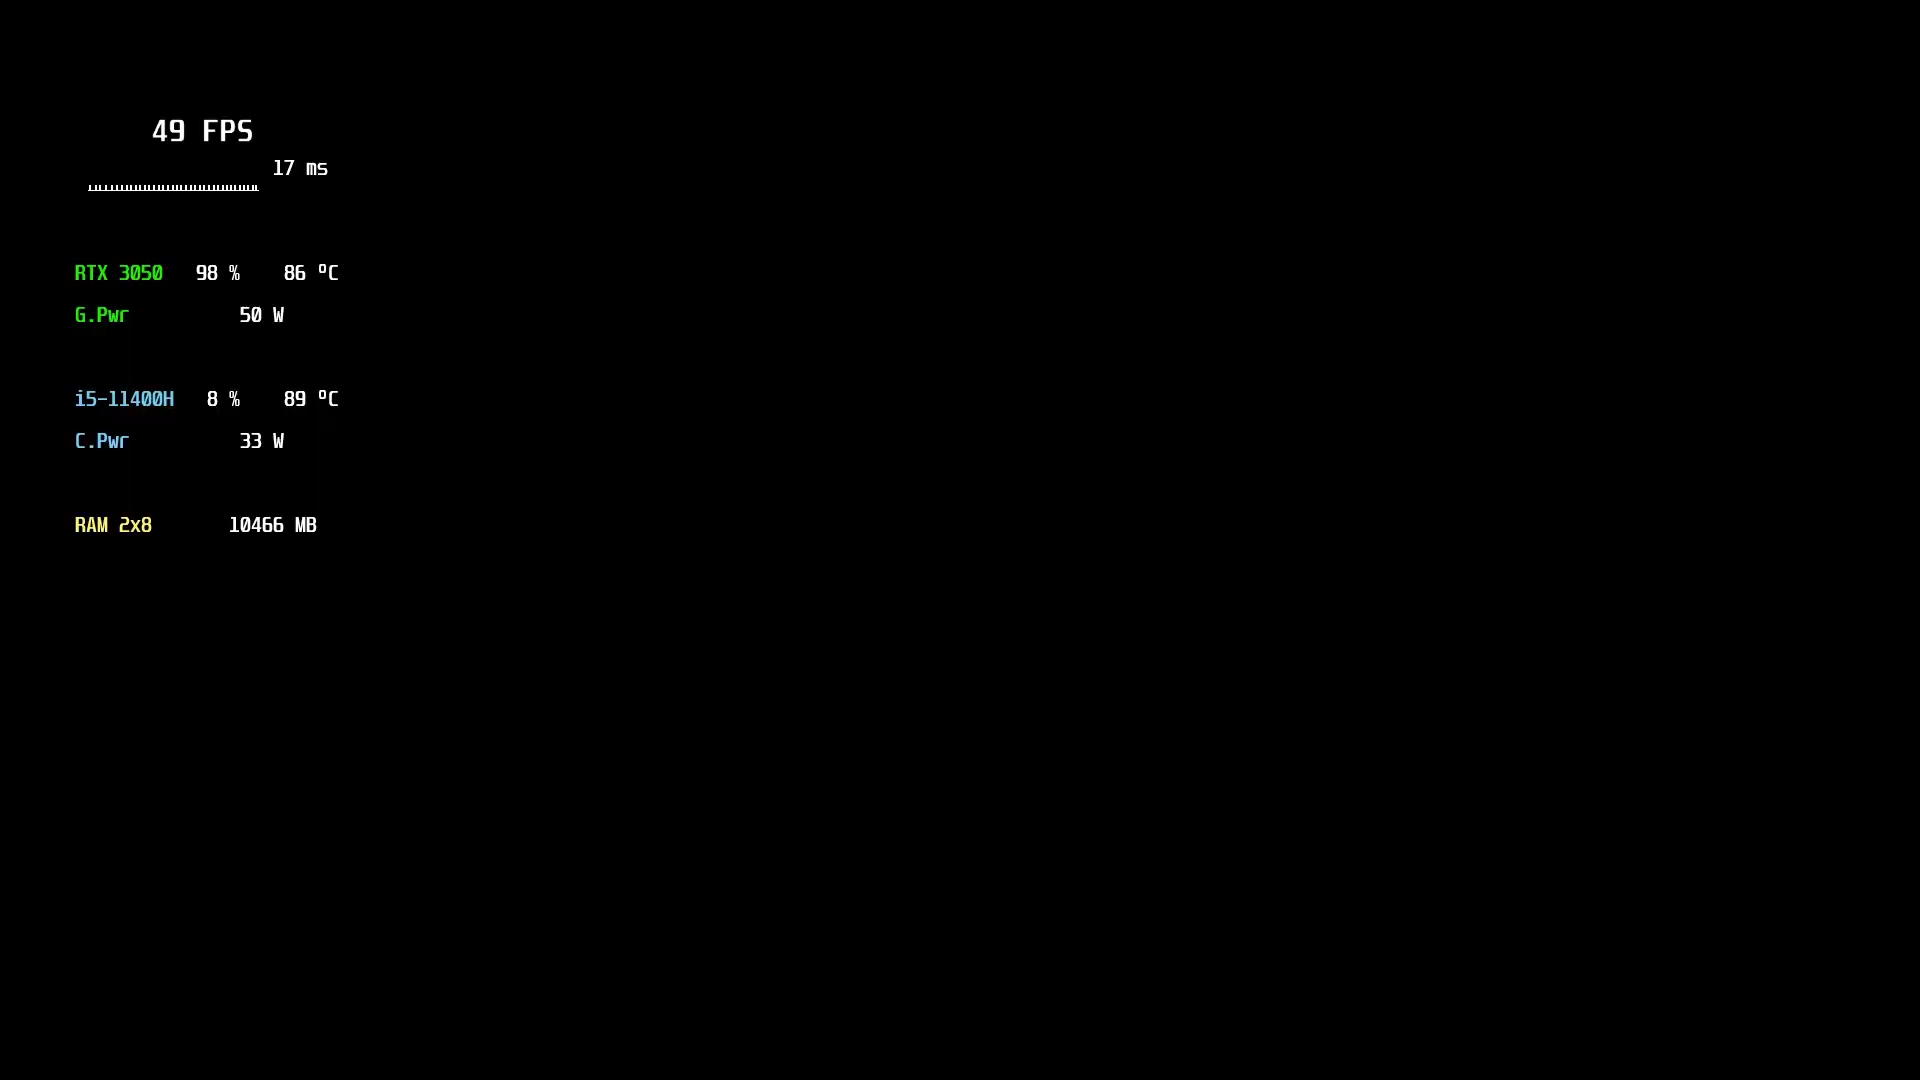 49 FPS
17 ms
RTX 3050 98 % 86 °C
G.Pwr 50 W
i5-11400H 8 % 89 °C
C.Pwr 33 W
RAM 2x8 10466 MB